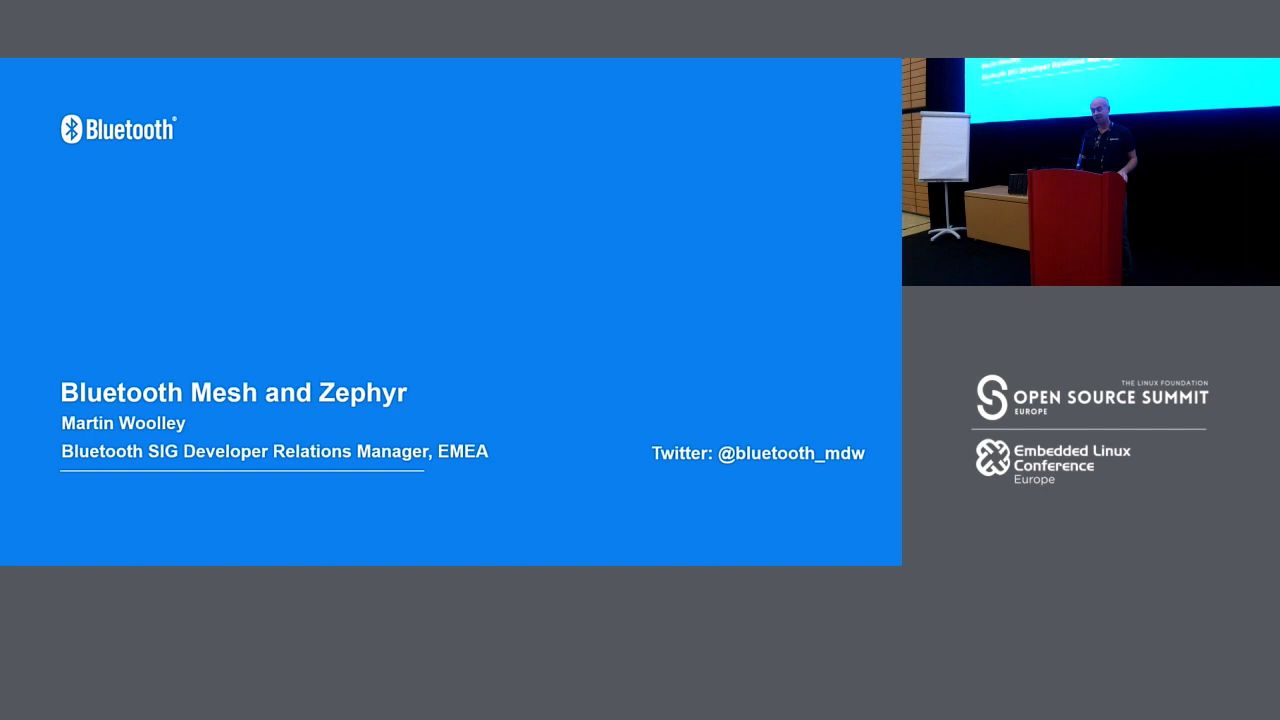 Bluetooth®
Bluetooth Mesh and Zephyr
Martin Woolley
Bluetooth SIG Developer Relations Manager, EMEA
Twitter: @bluetooth_mdw
THE LINUX FOUNDATION
OPEN SOURCE SUMMIT
EUROPE
Embedded Linux
Conference
Europe